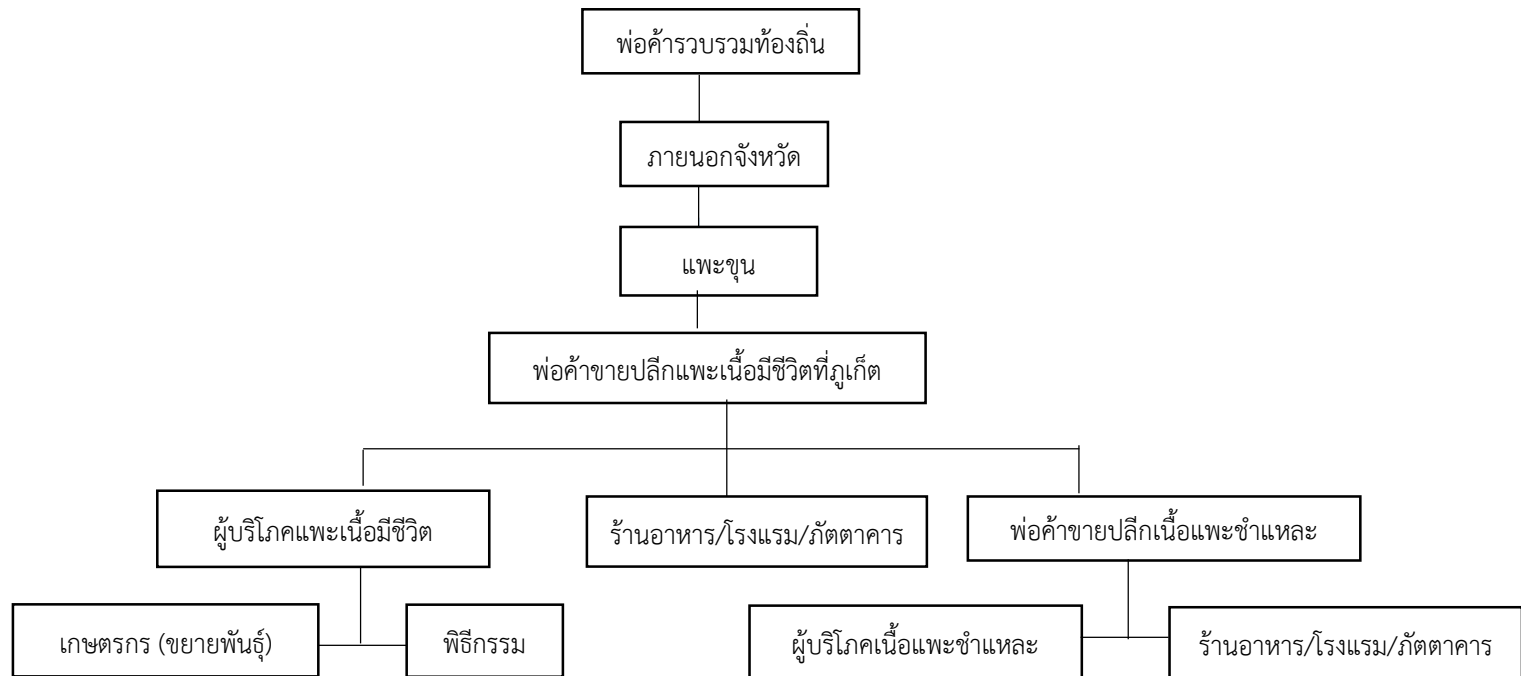 พ่อค้ารวบรวมท้องถิ่น
ภายนอกจังหวัด
แพะขุน
พ่อค้าขายปลีกแพะเนื้อมีชีวิตที่ภูเก็ต
ผู้บริโภคแพะเนื้อมีชีวิต
ร้านอาหาร/โรงแรม/ภัตตาคาร
พ่อค้าขายปลีกเนื้อแพะชำแหละ
เกษตรกร (ขยายพันธุ์)
พิธีกรรม
ผู้บริโภคเนื้อแพะชำแหละ
ร้านอาหาร/โรงแรม/ภัตตาคาร